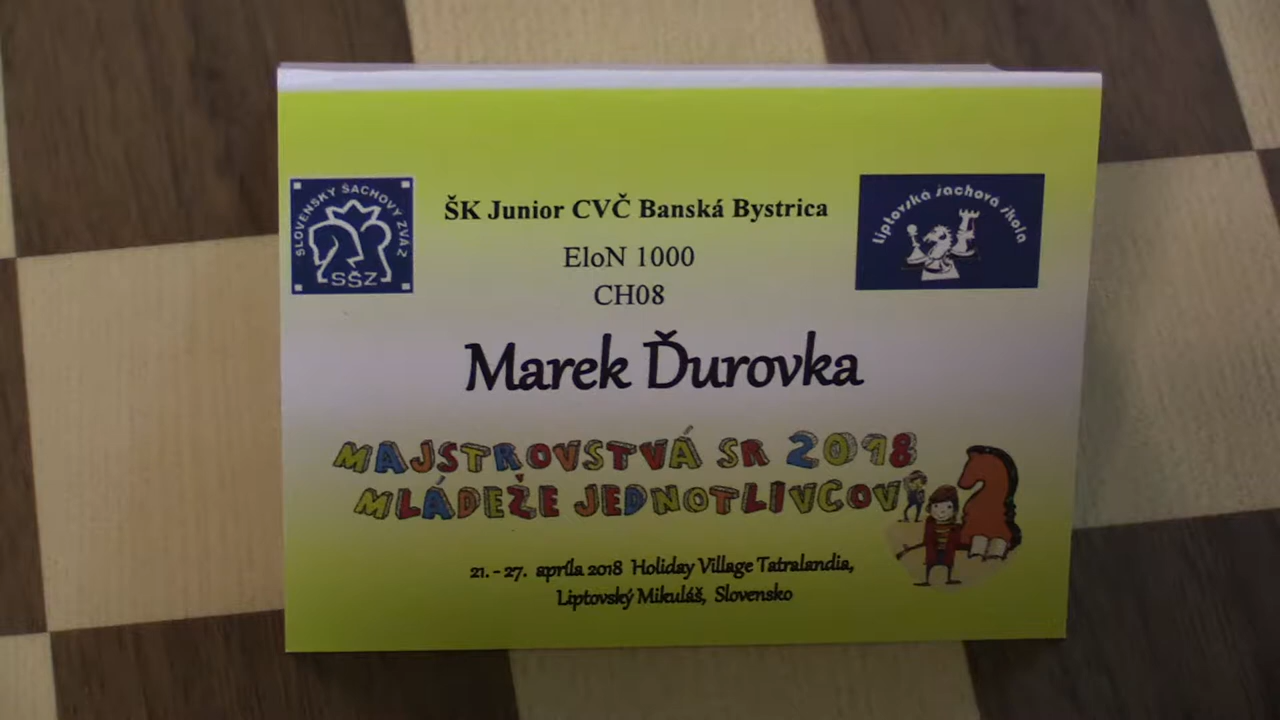 SLOVENSKÝ ŠACHOVÝ ZVÄZ
SŠZ
ŠK Junior CVČ Banská Bystrica
Liptovská šachová škola
EloN 1000
CH08
Marek Ďurovka
MAJSTROVSTVÁ SR 2018
MLÁDEŽE JEDNOTLIVCOV
21. - 27. apríla 2018 Holiday Village Tatralandia,
Liptovský Mikuláš, Slovensko